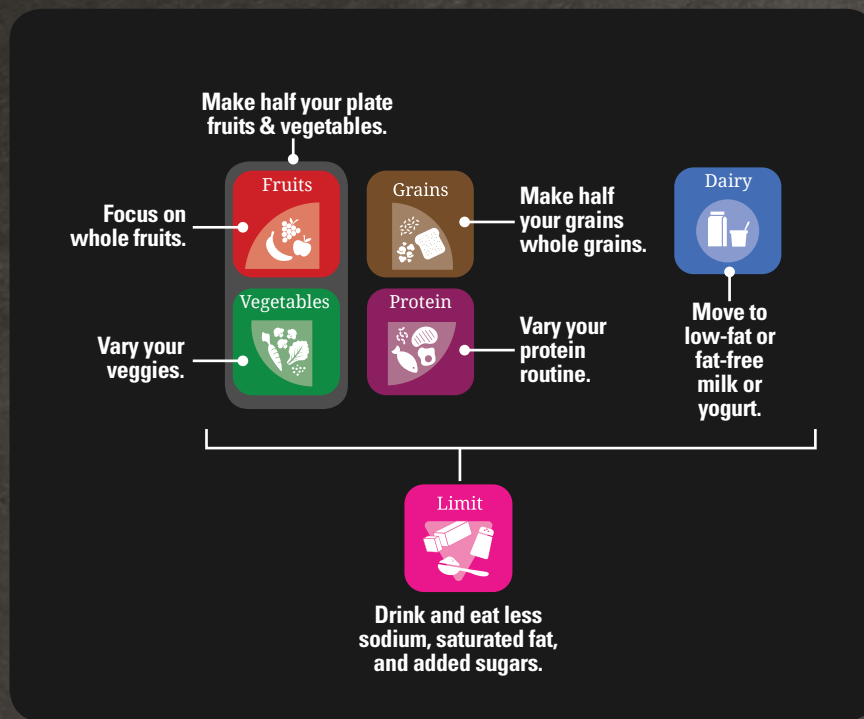 Make half your plate
fruits & vegetables.
Fruits
Focus on
whole fruits.
Grains
Make half
your grains
whole grains.
Dairy
Move to
low-fat or
fat-free
milk or
yogurt.
Vegetables
Vary your
veggies.
Protein
Vary your
protein
routine.
Limit
Drink and eat less
sodium, saturated fat,
and added sugars.